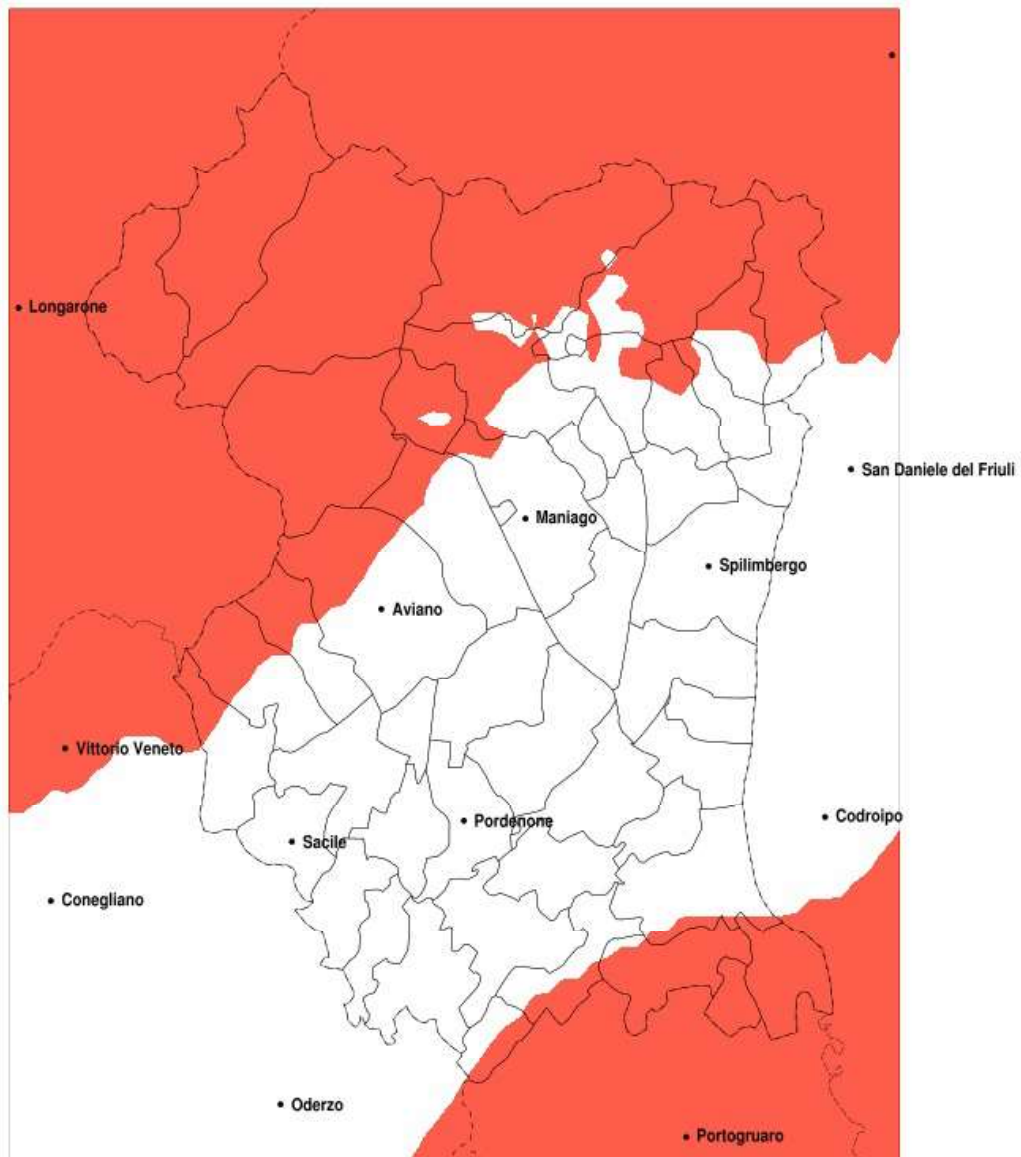 Longarone
San Daniele del Friuli
Maniago
Spilimbergo
Aviano
Vittorio Veneto
Codroipo
Pordenone
Sacile
Conegliano
Oderzo
Portogruaro